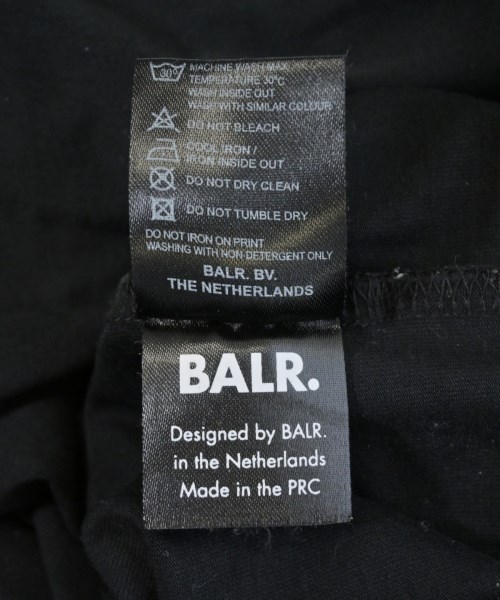 30°
MACHINE WASH MAX.
TEMPERATURE 30°C
WASH INSIDE OUT
WASH WITH SIMILAR COLOUR
DO NOT BLEACH
COOL IRON /
IRON INSIDE OUT
DO NOT DRY CLEAN
DO NOT TUMBLE DRY
DO NOT IRON ON PRINT
WASHING WITH NON DETERGENT ONLY
BALR. BV.
THE NETHERLANDS
BALR.
Designed by BALR.
in the Netherlands
Made in the PRC